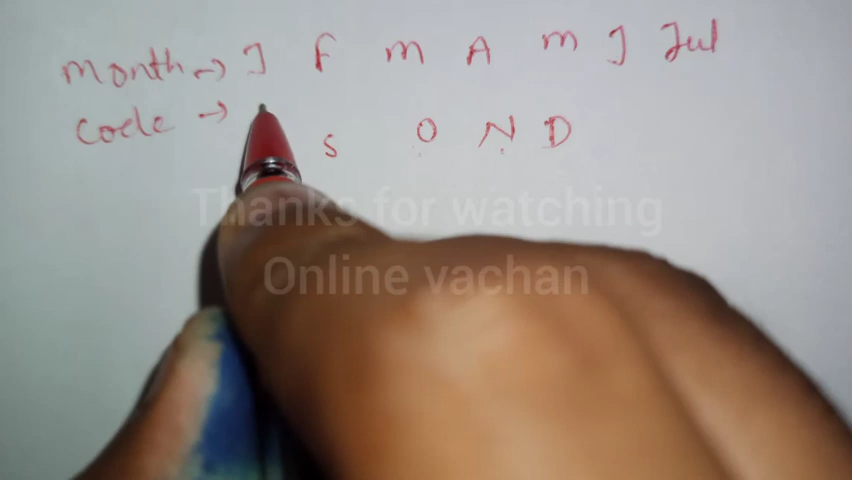 month → J F m A m J Jul
code → S O N D
Thanks for watching
Online vachan